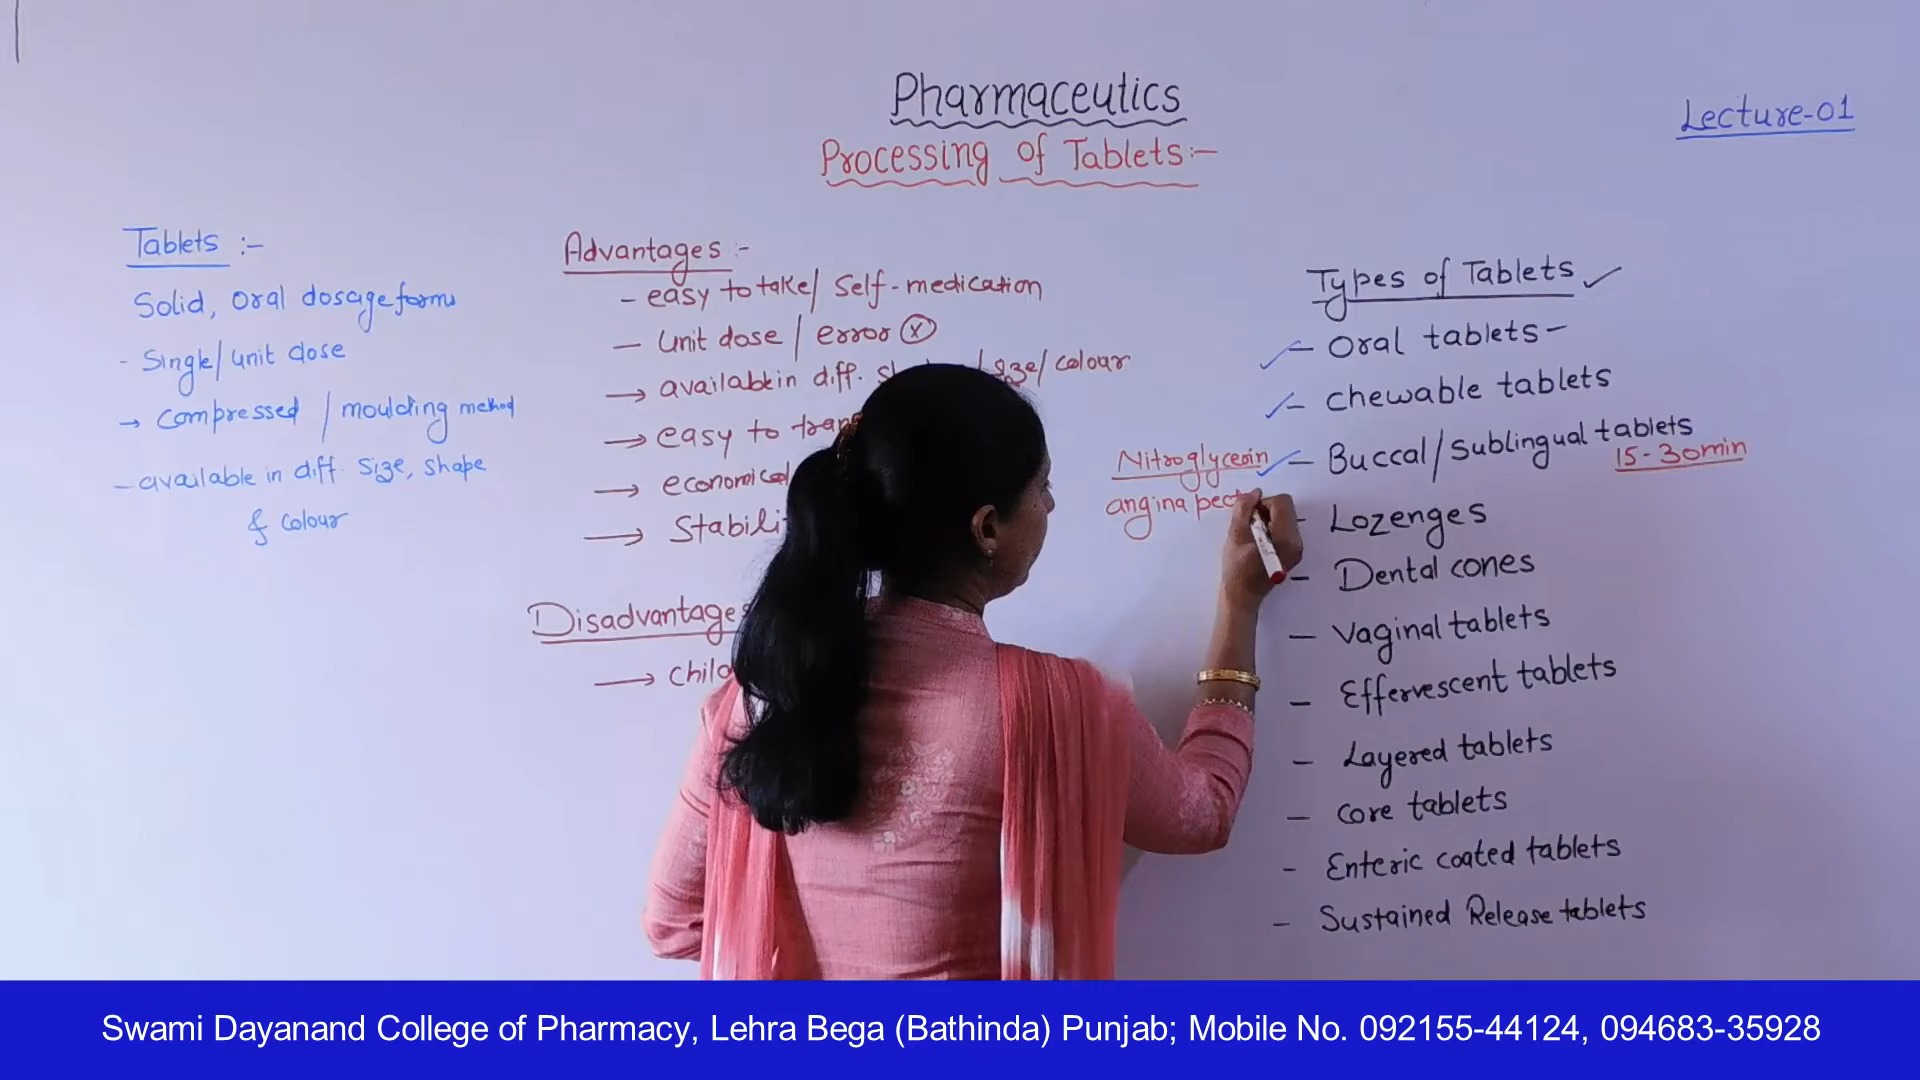 Pharmaceutics
Lecture-01
Processing of Tablets:-
Tablets :-
Solid, oral dosage forms
- Single/unit dose
→ compressed / moulding method
- available in diff. size, shape
& colour
Advantages :-
- easy to take/ Self-medication
- Unit dose / error (x)
→ available in diff. / size/ colour
→ easy to
→ economical
→
Disadvantages
→
Types of Tablets ✓
✓ - Oral tablets -
✓ - chewable tablets
✓ - Buccal/Sublingual tablets
15-30min
Nitroglycerin
angina
- Lozenges
- Dental cones
- Vaginal tablets
- Effervescent tablets
- Layered tablets
- Core tablets
- Enteric coated tablets
- Sustained Release tablets
Swami Dayanand College of Pharmacy, Lehra Bega (Bathinda) Punjab; Mobile No. 092155-44124, 094683-35928